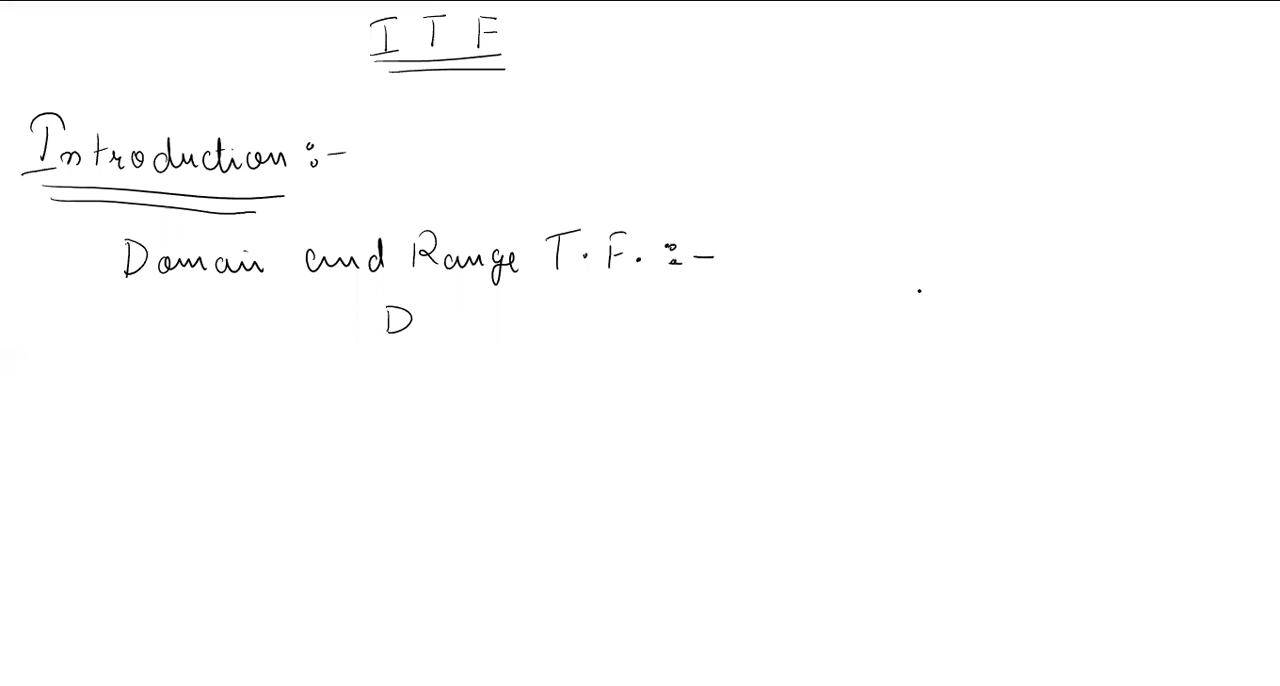 I T F
Introduction :-
Domain and Range T.F. :-
D